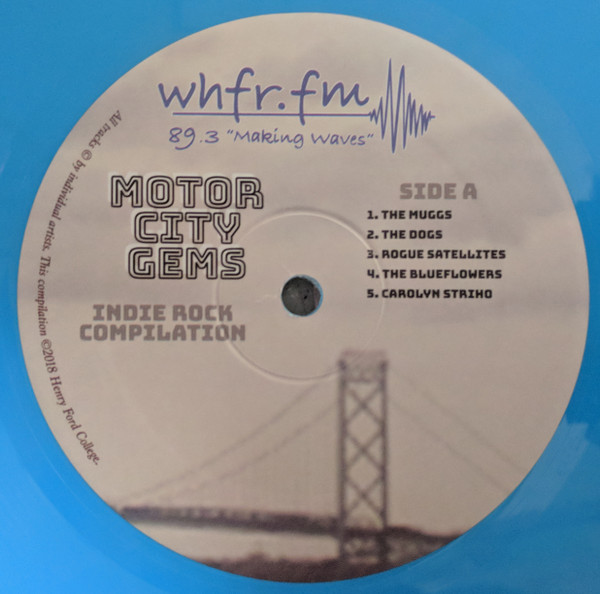 whfr.fm
89.3 "Making Waves"
MOTOR
CITY
GEMS
INDIE ROCK
COMPILATION
SIDE A
1. THE MUGGS
2. THE DOGS
3. ROGUE SATELLITES
4. THE BLUEFLOWERS
5. CAROLYN STRIHO
All tracks © by individual artists. This compilation ©2018 Henry Ford College.